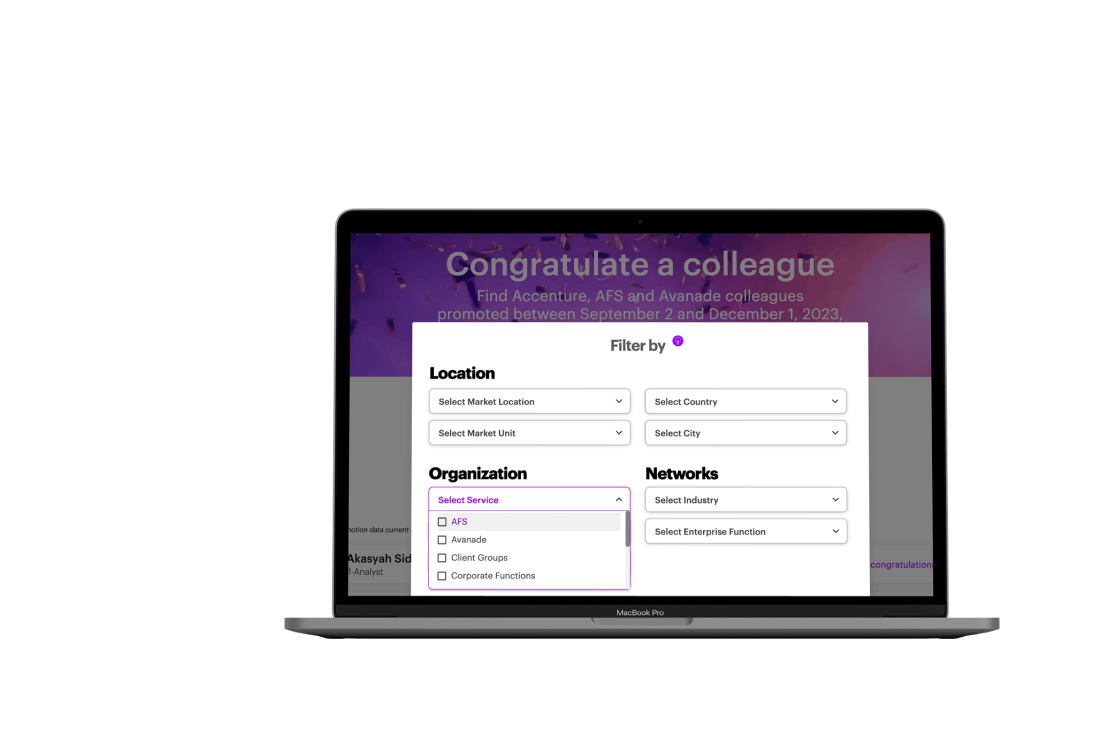 Congratulate a colleague
Find Accenture, AFS and Avanade colleagues
promoted between September 2 and December 1, 2023,
Filter by
Location
Select Market Location
Select Country
Select Market Unit
Select City
Organization
Networks
Select Service
Select Industry
AFS
Select Enterprise Function
Avanade
Client Groups
Corporate Functions
data current
Akasyah Sid
1-Analyst
congratulations
MacBook Pro